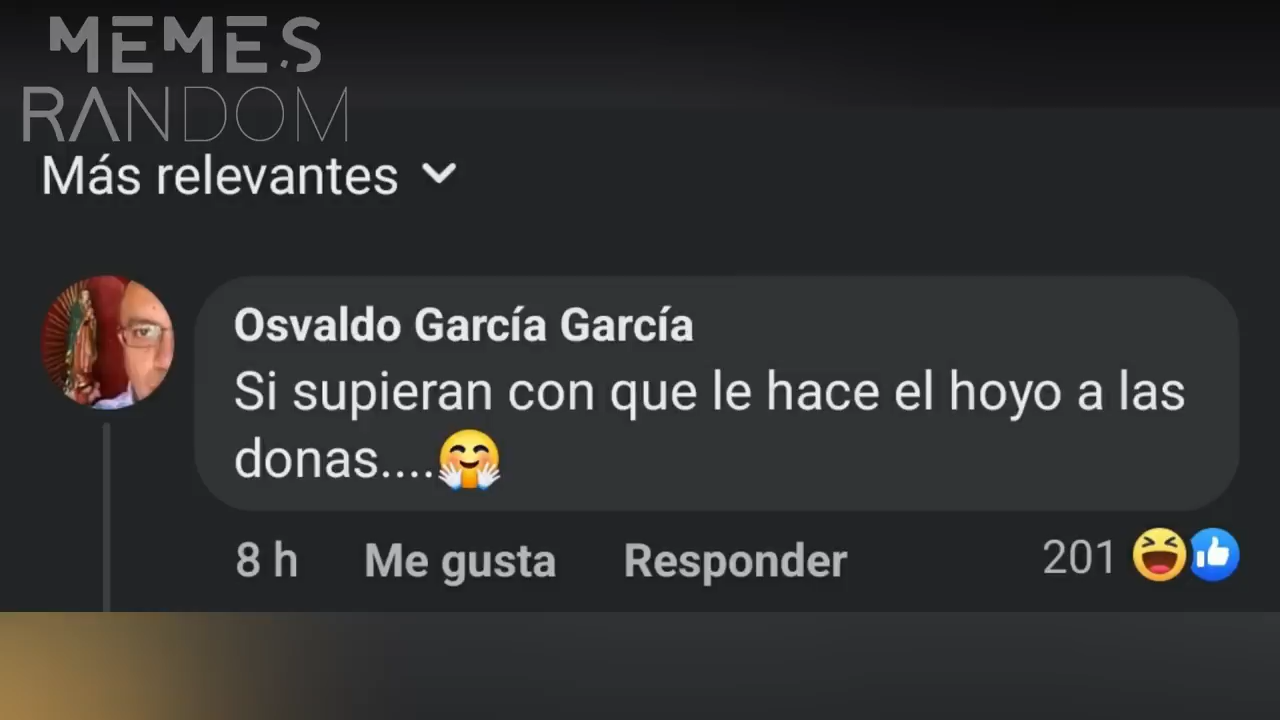 MEMES
RANDOM
Más relevantes
Osvaldo García García
Si supieran con que le hace el hoyo a las
donas....🤗
8 h Me gusta Responder 201